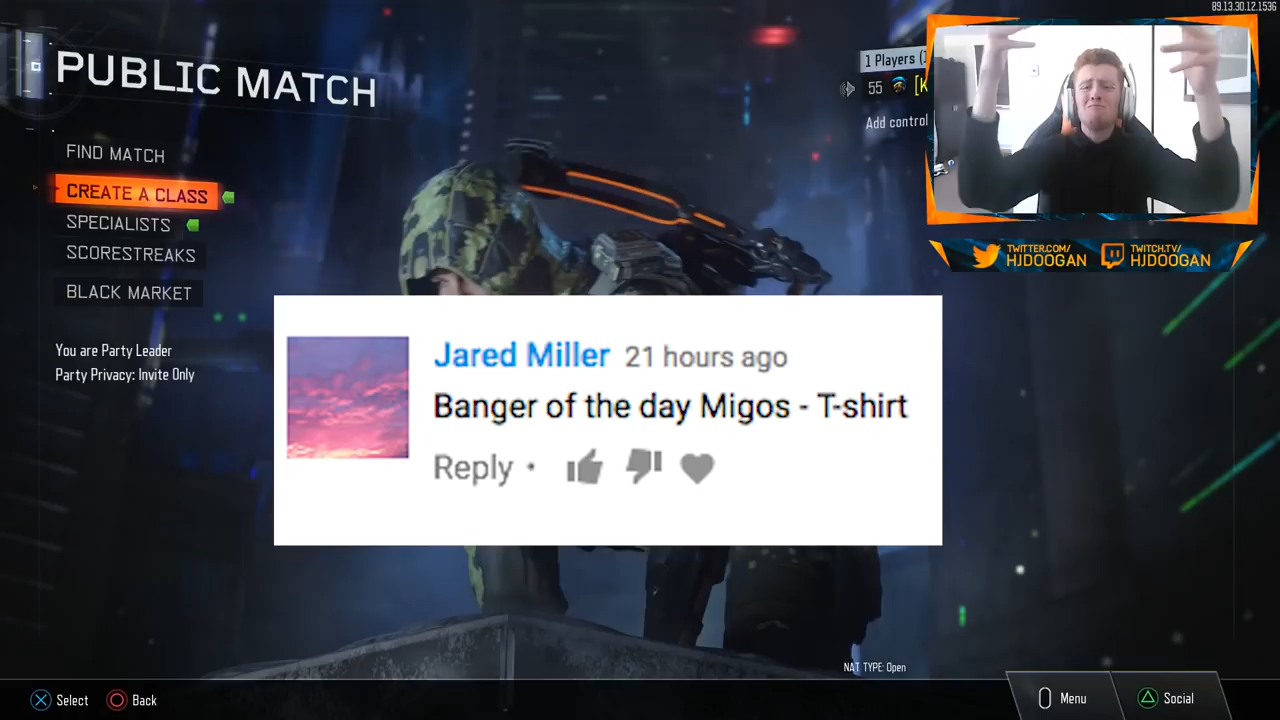 89.13.30.12.1536
PUBLIC MATCH
1 Players (
55 [K
Add control
FIND MATCH
CREATE A CLASS
SPECIALISTS
SCORESTREAKS
BLACK MARKET
TWITTER.COM/
HJDOOGAN
TWITCH.TV/
HJDOOGAN
You are Party Leader
Party Privacy: Invite Only
Jared Miller 21 hours ago
Banger of the day Migos - T-shirt
Reply •
NAT TYPE: Open
Select Back
Menu Social